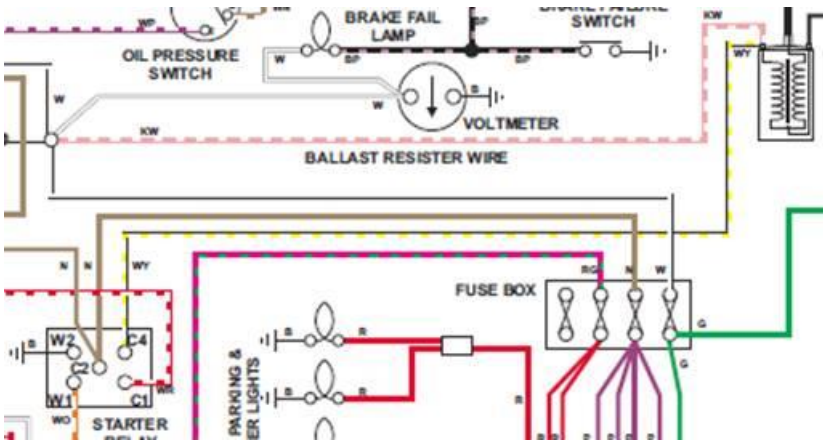 WP
BRAKE FAIL
LAMP
BP
SWITCH
KW
OIL PRESSURE
SWITCH
W
BP
BP
WY
W
W
B
VOLTMETER
KW
BALLAST RESISTER WIRE
N
N
WY
RG
N
W
FUSE BOX
G
W2
C4
B
C2
B
R
G
W1
C1
WR
B
R
R
WO
STARTER
PARKING &